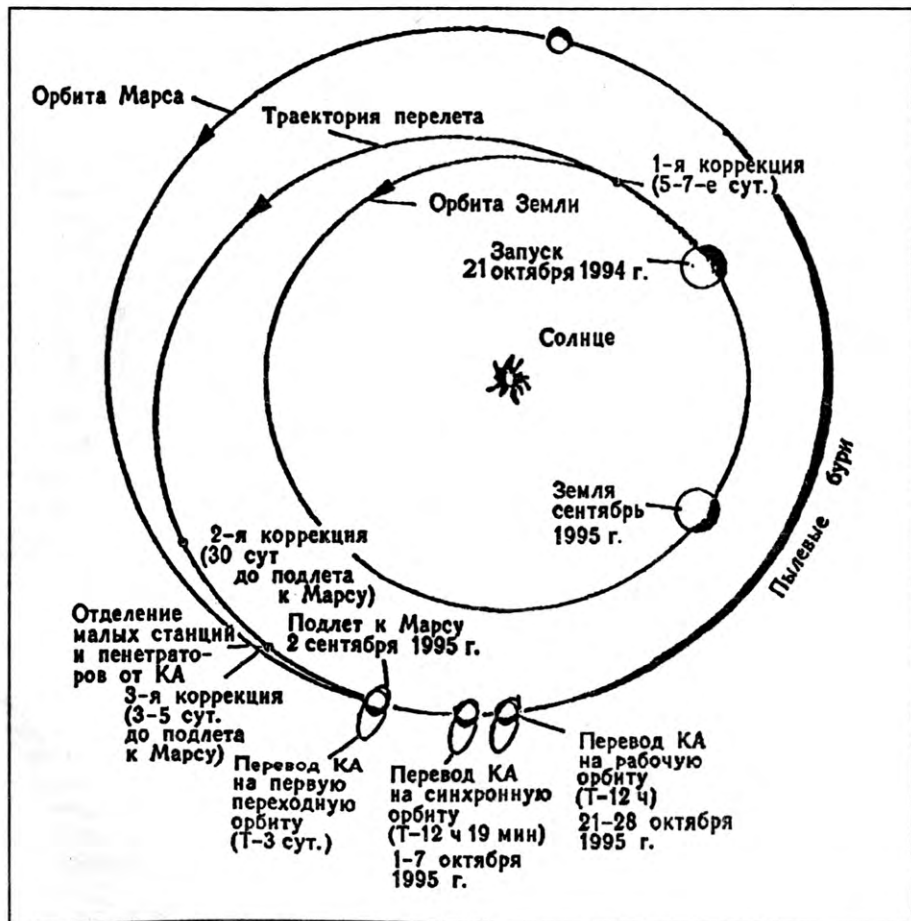 Орбита Марса
Траектория перелета
1-я коррекция
(5-7-е сут.)
Орбита Земли
Запуск
21 октября 1994 г.
Солнце
Пылевые бури
Земля
сентябрь
1995 г.
2-я коррекция
(30 сут
до подлета
к Марсу)
Отделение
малых станций
и пенетрато-
ров от КА
Подлет к Марсу
2 сентября 1995 г.
3-я коррекция
(3-5 сут.
до подлета
к Марсу)
Перевод КА
на первую
переходную
орбиту
(Т-3 сут.)
Перевод КА
на синхронную
орбиту
(Т-12 ч 19 мин)
1-7 октября
1995 г.
Перевод КА
на рабочую
орбиту
(Т-12 ч)
21-28 октября
1995 г.